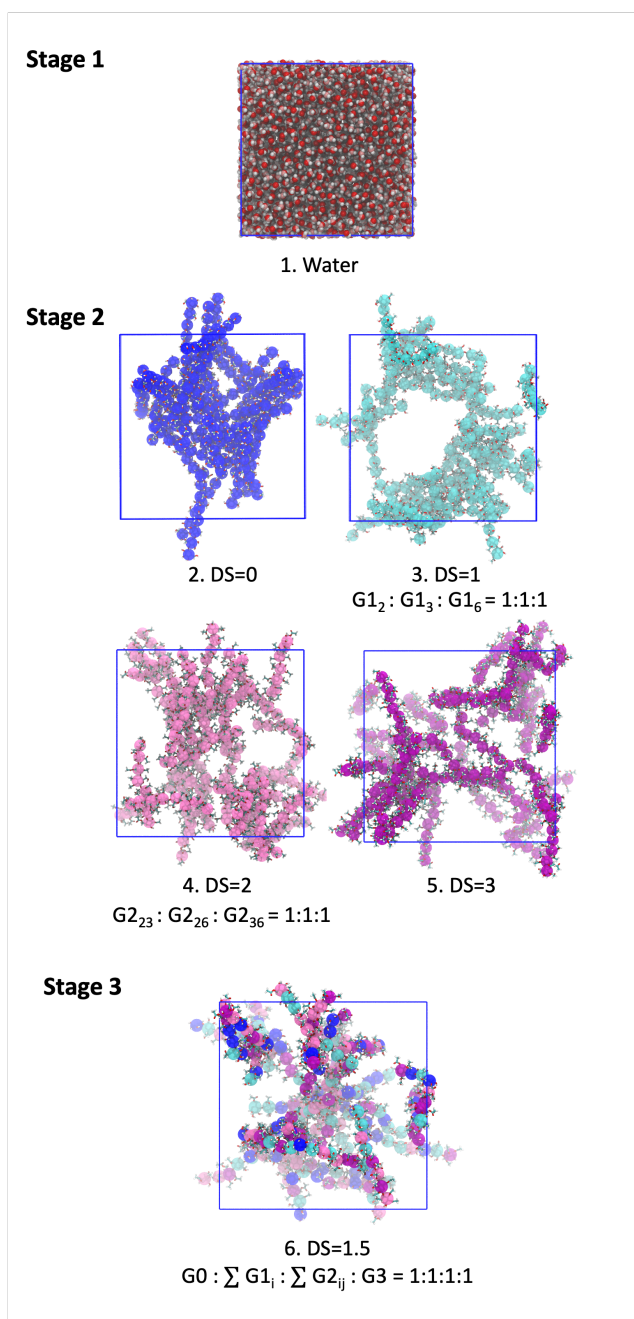 Stage 1
1. Water
Stage 2
2. DS=0
3. DS=1
G1₂ : G1₃ : G1₆ = 1:1:1
4. DS=2
5. DS=3
G2₂₃ : G2₂₆ : G2₃₆ = 1:1:1
Stage 3
6. DS=1.5
G0 : ∑ G1ᵢ : ∑ G2ᵢⱼ : G3 = 1:1:1:1